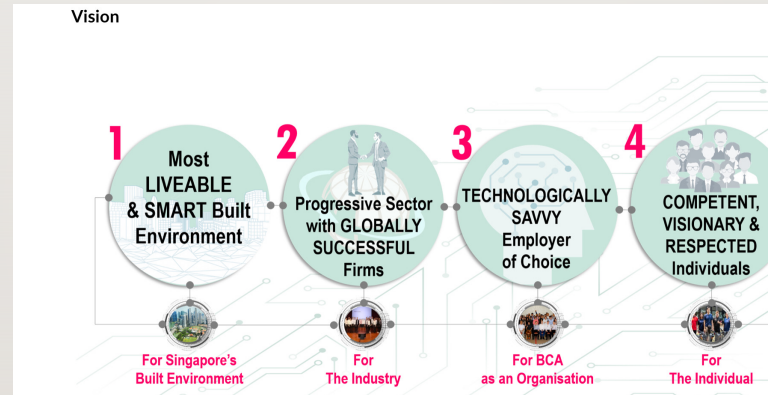 Vision
1
Most
LIVEABLE
& SMART Built
Environment
For Singapore's
Built Environment
2
Progressive Sector
with GLOBALLY
SUCCESSFUL
Firms
For
The Industry
3
TECHNOLOGICALLY
SAVVY
Employer
of Choice
For BCA
as an Organisation
4
COMPETENT,
VISIONARY &
RESPECTED
Individuals
For
The Individual